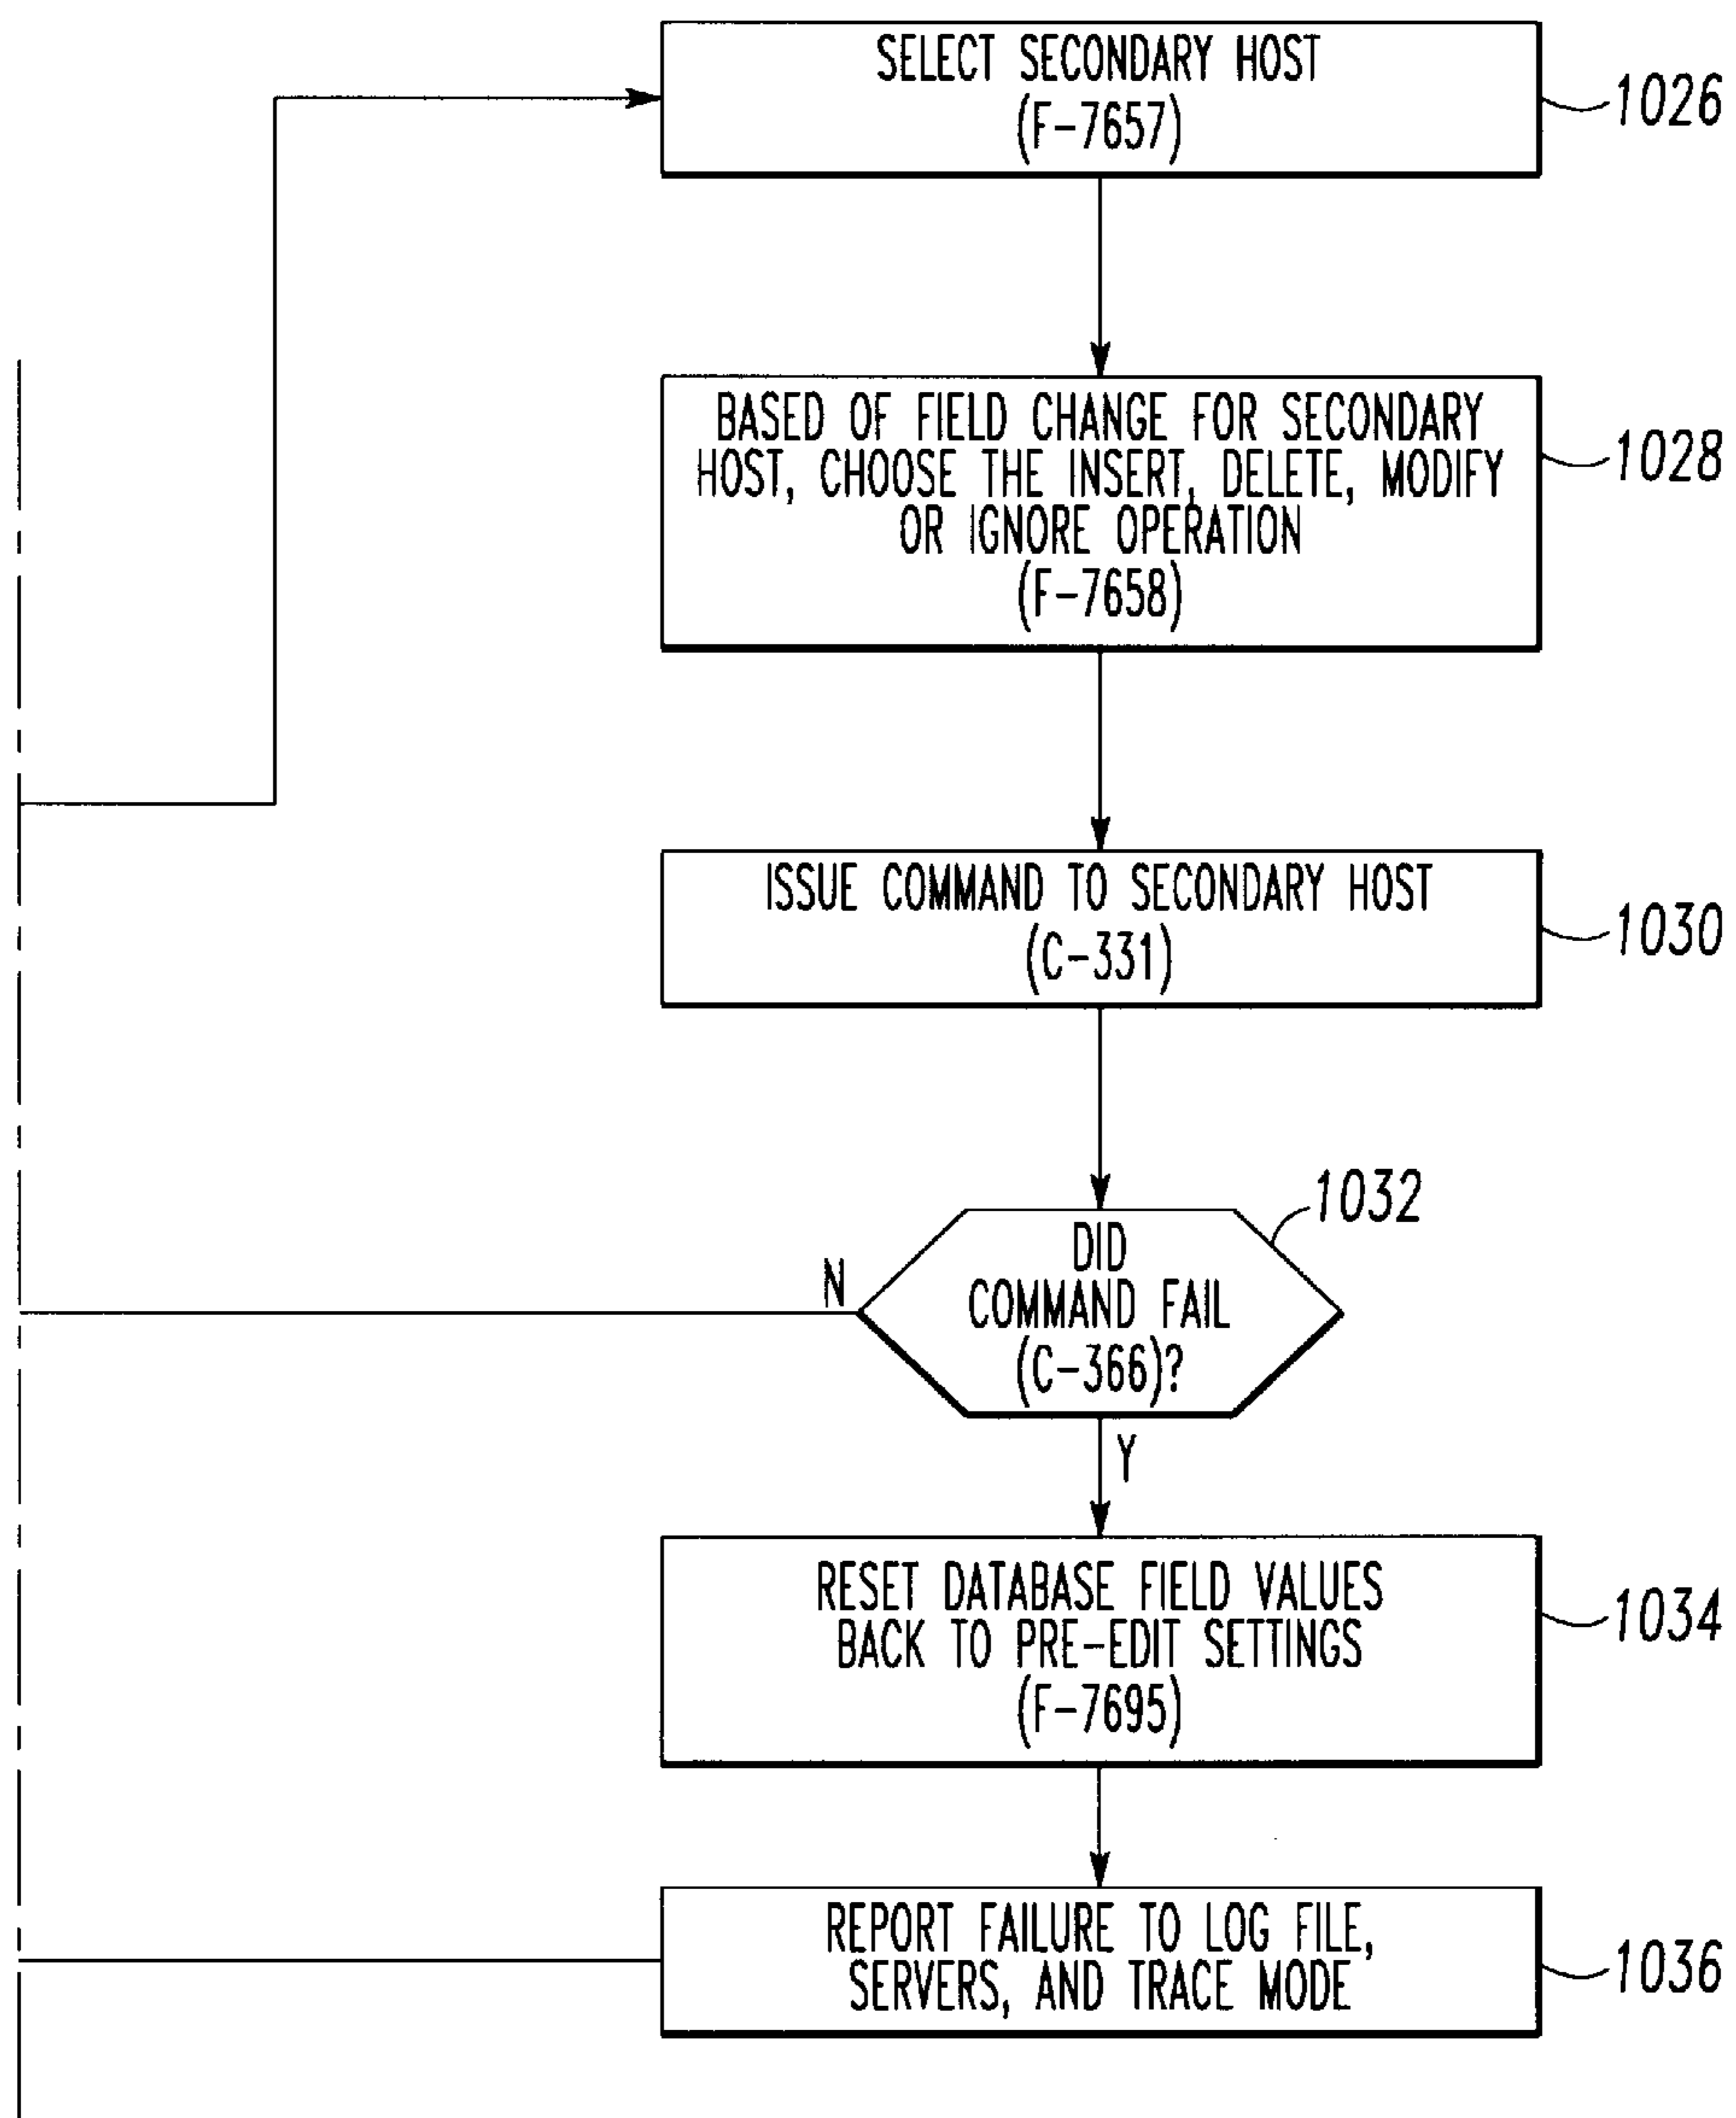 SELECT SECONDARY HOST
(F-7657)
1026
BASED OF FIELD CHANGE FOR SECONDARY
HOST, CHOOSE THE INSERT, DELETE, MODIFY
OR IGNORE OPERATION
(F-7658)
1028
ISSUE COMMAND TO SECONDARY HOST
(C-331)
1030
1032
DID
COMMAND FAIL
(C-366)?
N
Y
RESET DATABASE FIELD VALUES
BACK TO PRE-EDIT SETTINGS
(F-7695)
1034
REPORT FAILURE TO LOG FILE,
SERVERS, AND TRACE MODE
1036